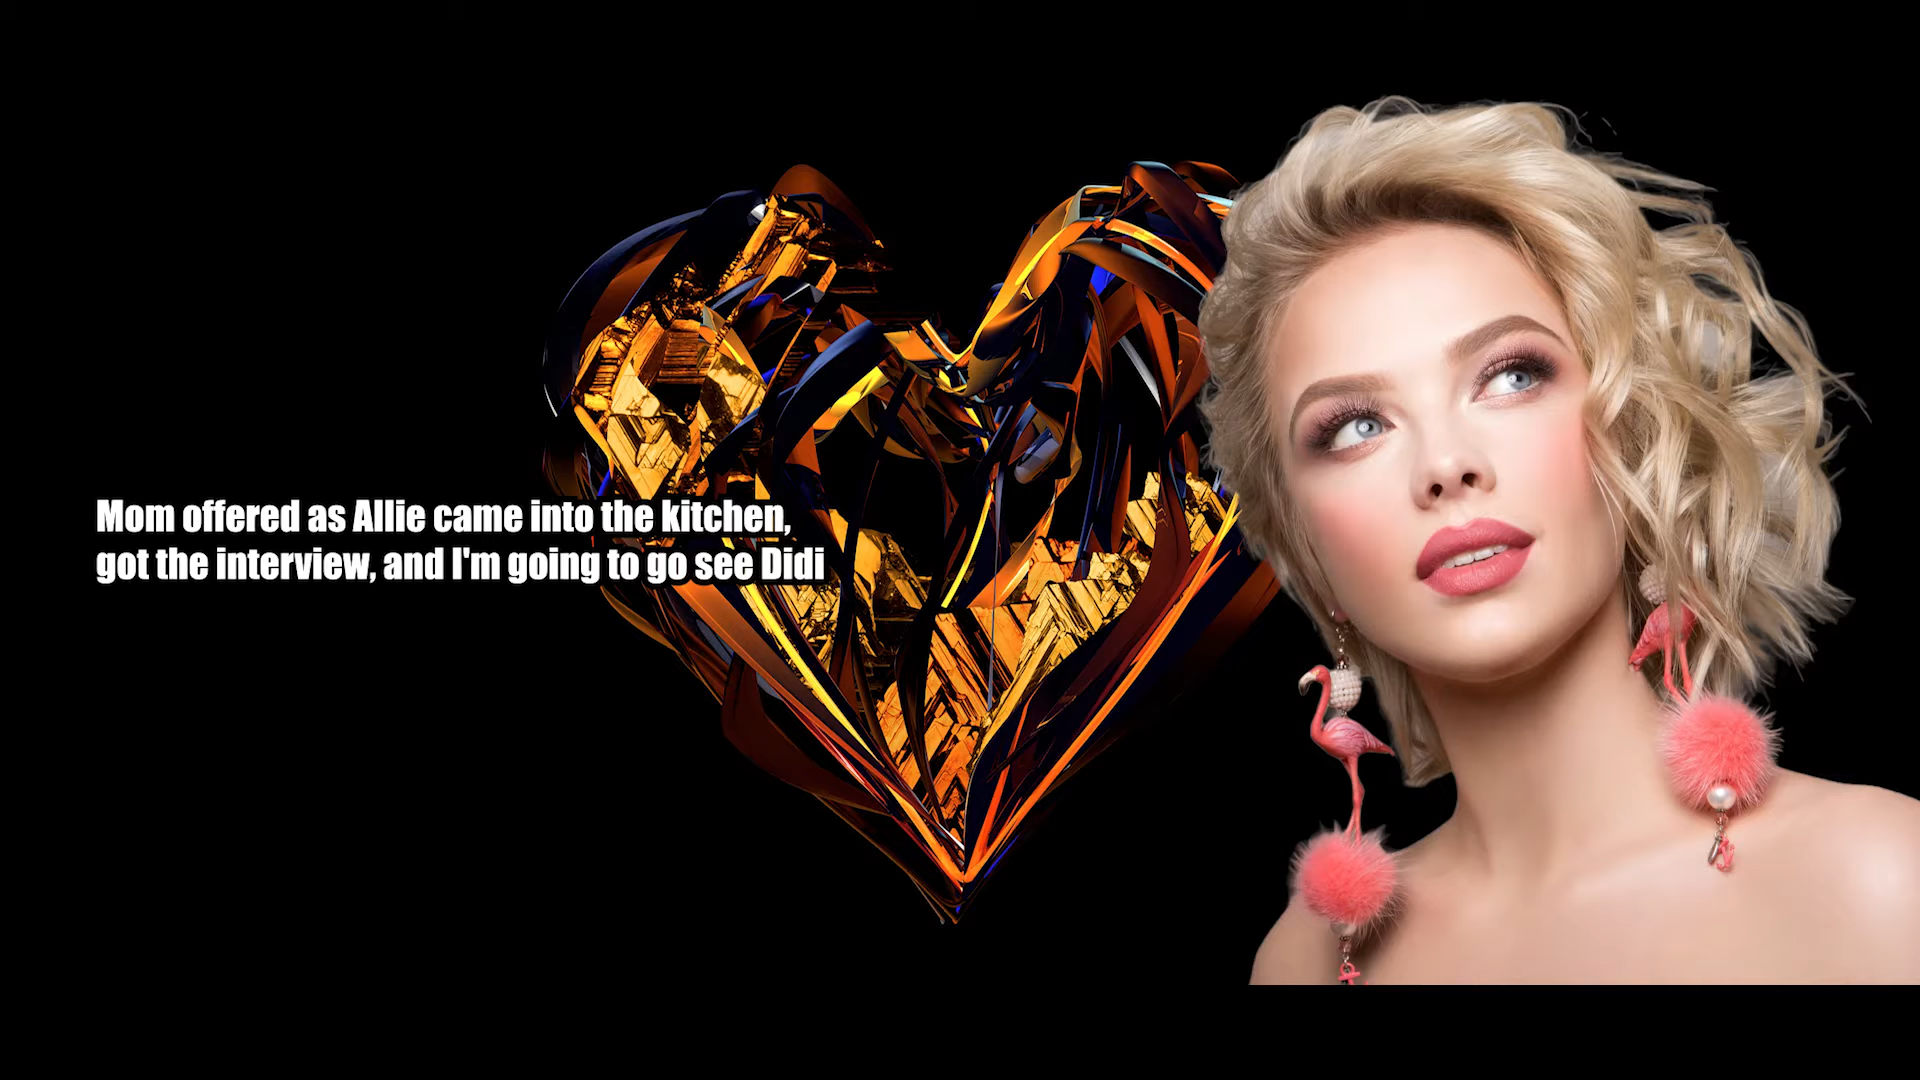 Mom offered as Allie came into the kitchen,
got the interview, and I'm going to go see Didi